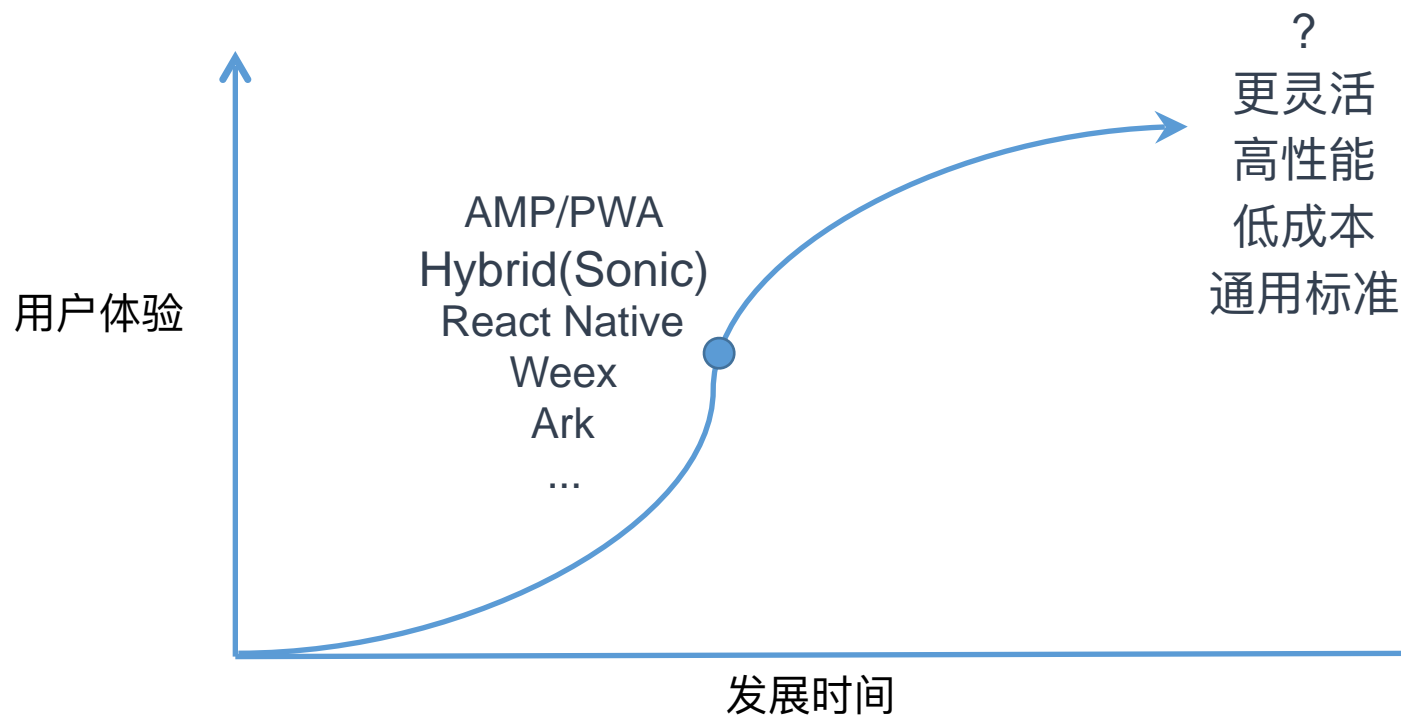 ?
更灵活
高性能
低成本
通用标准
AMP/PWA
Hybrid(Sonic)
React Native
Weex
Ark
...
用户体验
发展时间